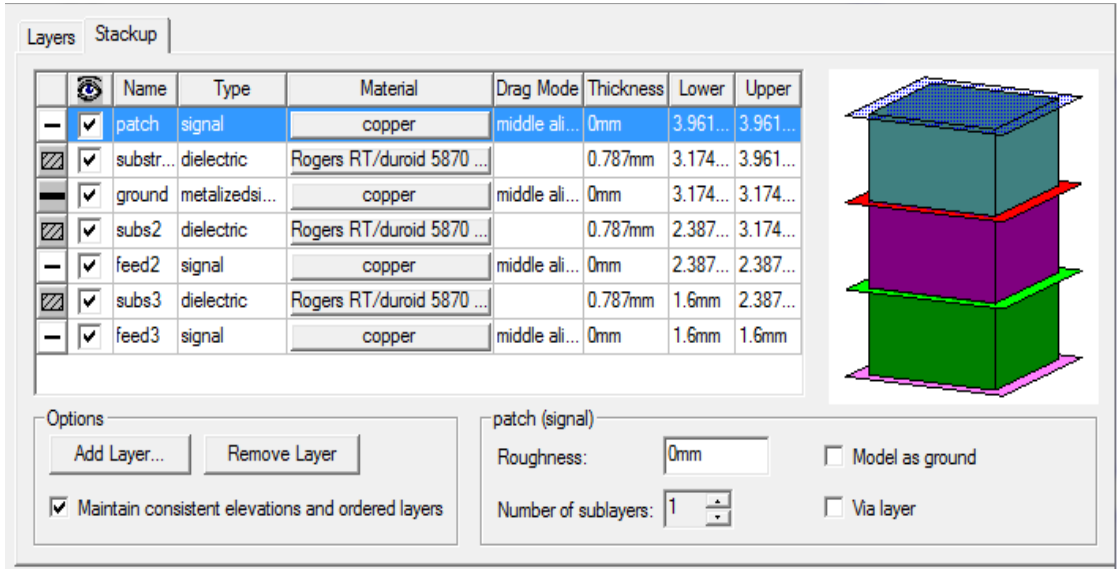 Layers Stackup
Name Type Material Drag Mode Thickness Lower Upper
patch signal copper middle ali... 0mm 3.961... 3.961...
substr... dielectric Rogers RT/duroid 5870 ... 0.787mm 3.174... 3.961...
ground metalizedsi... copper middle ali... 0mm 3.174... 3.174...
subs2 dielectric Rogers RT/duroid 5870 ... 0.787mm 2.387... 3.174...
feed2 signal copper middle ali... 0mm 2.387... 2.387...
subs3 dielectric Rogers RT/duroid 5870 ... 0.787mm 1.6mm 2.387...
feed3 signal copper middle ali... 0mm 1.6mm 1.6mm
Options
Add Layer... Remove Layer
Maintain consistent elevations and ordered layers
patch (signal)
Roughness: 0mm Model as ground
Number of sublayers: 1 Via layer